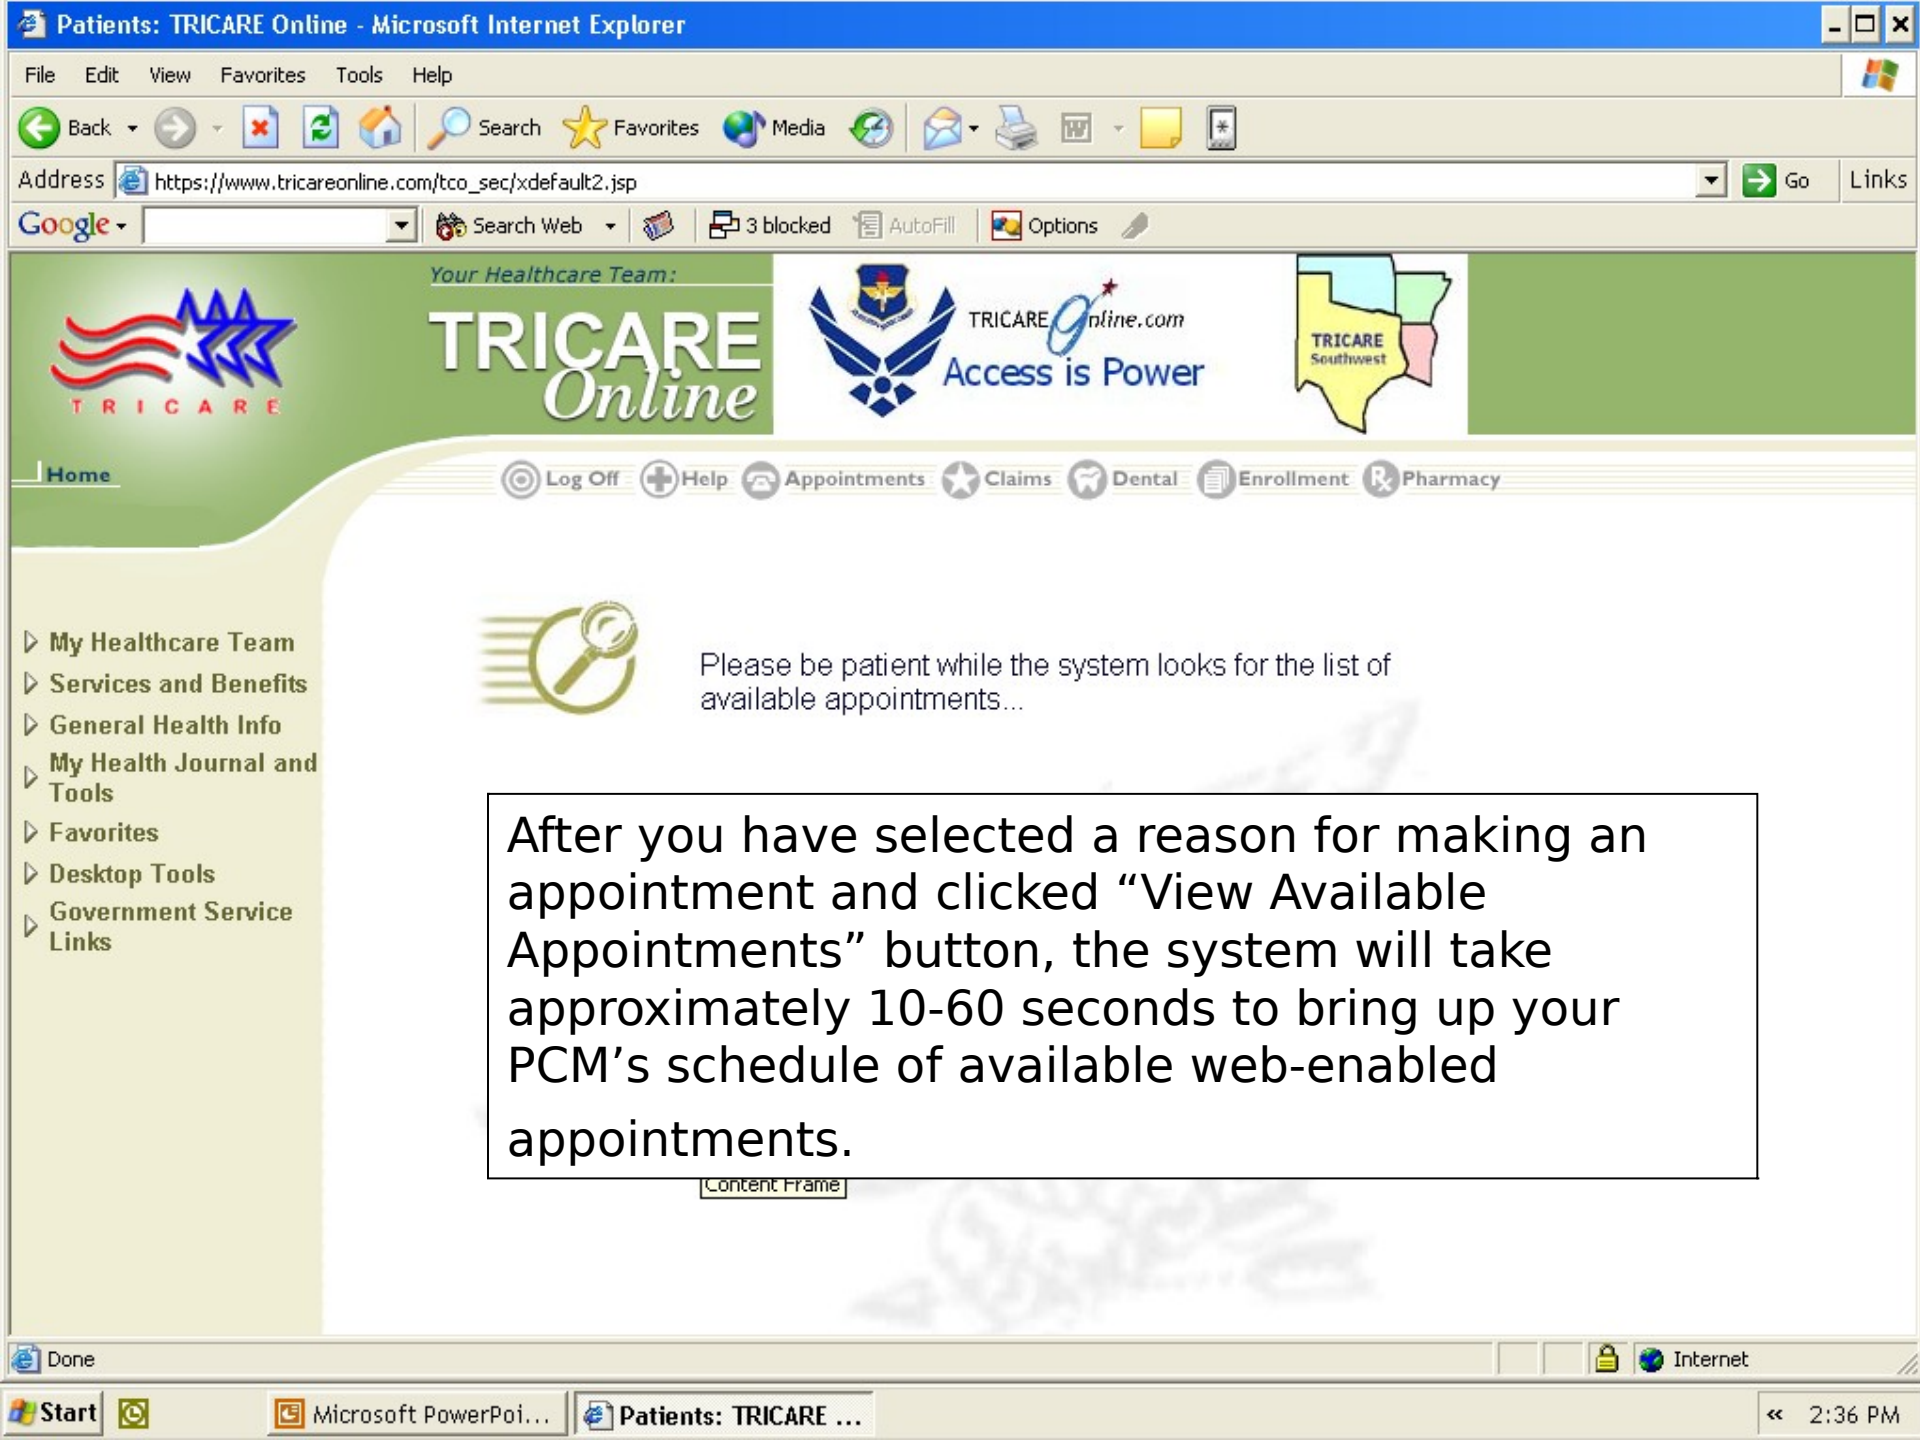 Patients: TRICARE Online - Microsoft Internet Explorer
File Edit View Favorites Tools Help
Back Search Favorites Media
Address https://www.tricareonline.com/tco_sec/xdefault2.jsp Go Links
Google Search Web 3 blocked AutoFill Options
Your Healthcare Team:
TRICARE
Online
TRICARE Online.com
Access is Power
TRICARE
Southwest
TRICARE
Home
Log Off Help Appointments Claims Dental Enrollment Pharmacy
My Healthcare Team
Services and Benefits
General Health Info
My Health Journal and
Tools
Favorites
Desktop Tools
Government Service
Links
Please be patient while the system looks for the list of
available appointments...
After you have selected a reason for making an
appointment and clicked “View Available
Appointments” button, the system will take
approximately 10-60 seconds to bring up your
PCM’s schedule of available web-enabled
appointments.
Content Frame
Done Internet
Start Microsoft PowerPoi... Patients: TRICARE ... « 2:36 PM